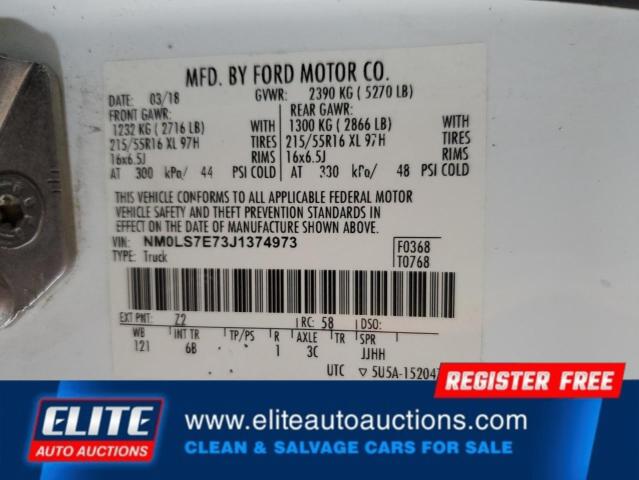 MFD. BY FORD MOTOR CO.
DATE: 03/18 GVWR: 2390 KG ( 5270 LB)
FRONT GAWR: REAR GAWR:
1232 KG ( 2716 LB) WITH 1300 KG ( 2866 LB) WITH
215/55R16 XL 97H TIRES 215/55R16 XL 97H TIRES
16x6.5J RIMS 16x6.5J RIMS
AT 300 kPa/ 44 PSI COLD AT 330 kPa/ 48 PSI COLD
THIS VEHICLE CONFORMS TO ALL APPLICABLE FEDERAL MOTOR
VEHICLE SAFETY AND THEFT PREVENTION STANDARDS IN
EFFECT ON THE DATE OF MANUFACTURE SHOWN ABOVE.
VIN: NM0LS7E73J1374973 F0368
TYPE: Truck T0768
EXT PNT: Z2 RC: 58 DSO:
WB INT TR TP/PS R AXLE TR SPR
121 6B 1 3C JJHH
UTC ▽ 5U5A-15204
REGISTER FREE
ELITE
AUTO AUCTIONS
www.eliteautoauctions.com
CLEAN & SALVAGE CARS FOR SALE